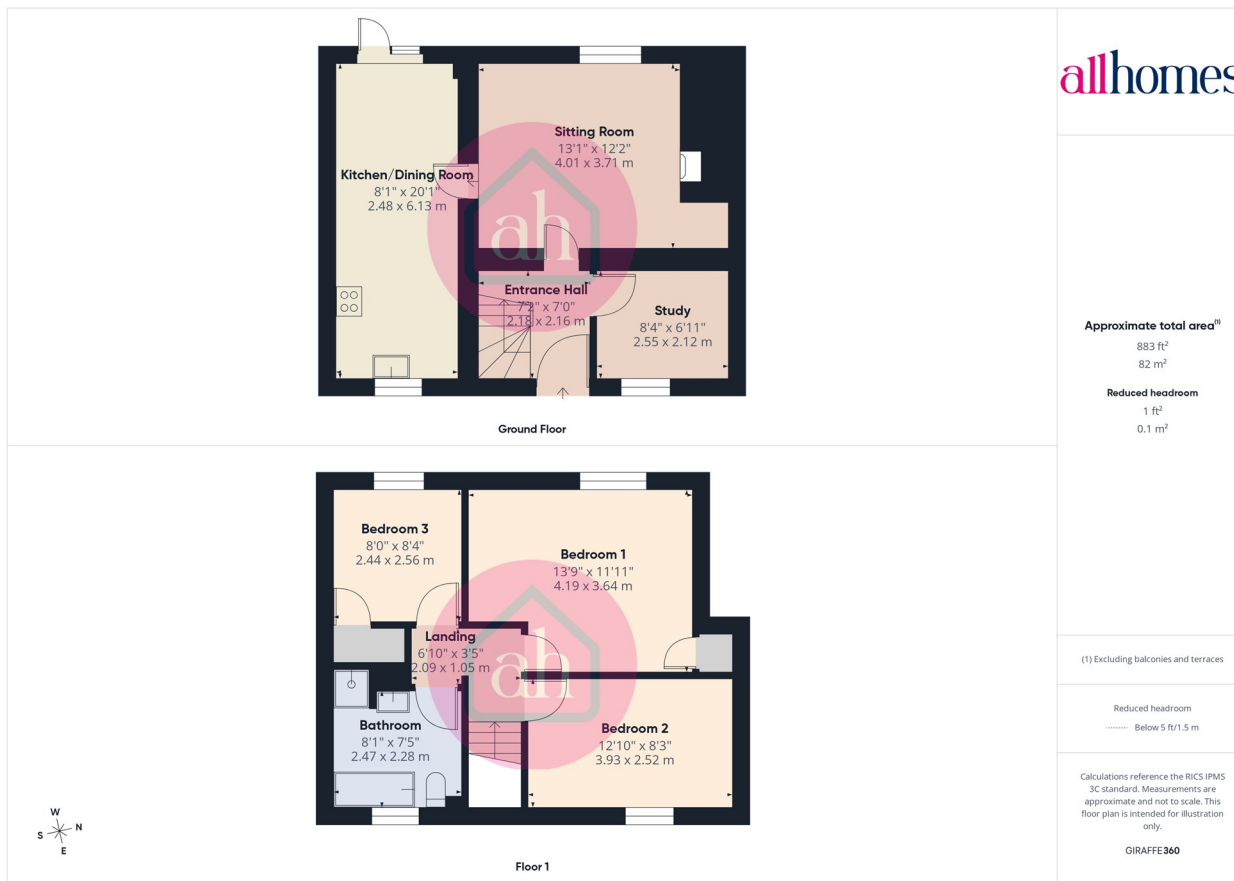 allhomes
Sitting Room
13'1" x 12'2"
4.01 x 3.71 m
Kitchen/Dining Room
8'1" x 20'1"
2.48 x 6.13 m
ah
Entrance Hall
7'2" x 7'0"
2.18 x 2.16 m
Study
8'4" x 6'11"
2.55 x 2.12 m
Ground Floor
Approximate total area(1)
883 ft²
82 m²
Reduced headroom
1 ft²
0.1 m²
Bedroom 3
8'0" x 8'4"
2.44 x 2.56 m
Bedroom 1
13'9" x 11'11"
4.19 x 3.64 m
Landing
6'10" x 3'5"
2.09 x 1.05 m
ah
Bathroom
8'1" x 7'5"
2.47 x 2.28 m
Bedroom 2
12'10" x 8'3"
3.93 x 2.52 m
W
S N
E
Floor 1
(1) Excluding balconies and terraces
Reduced headroom
Below 5 ft/1.5 m
Calculations reference the RICS IPMS
3C standard. Measurements are
approximate and not to scale. This
floor plan is intended for illustration
only.
GIRAFFE360